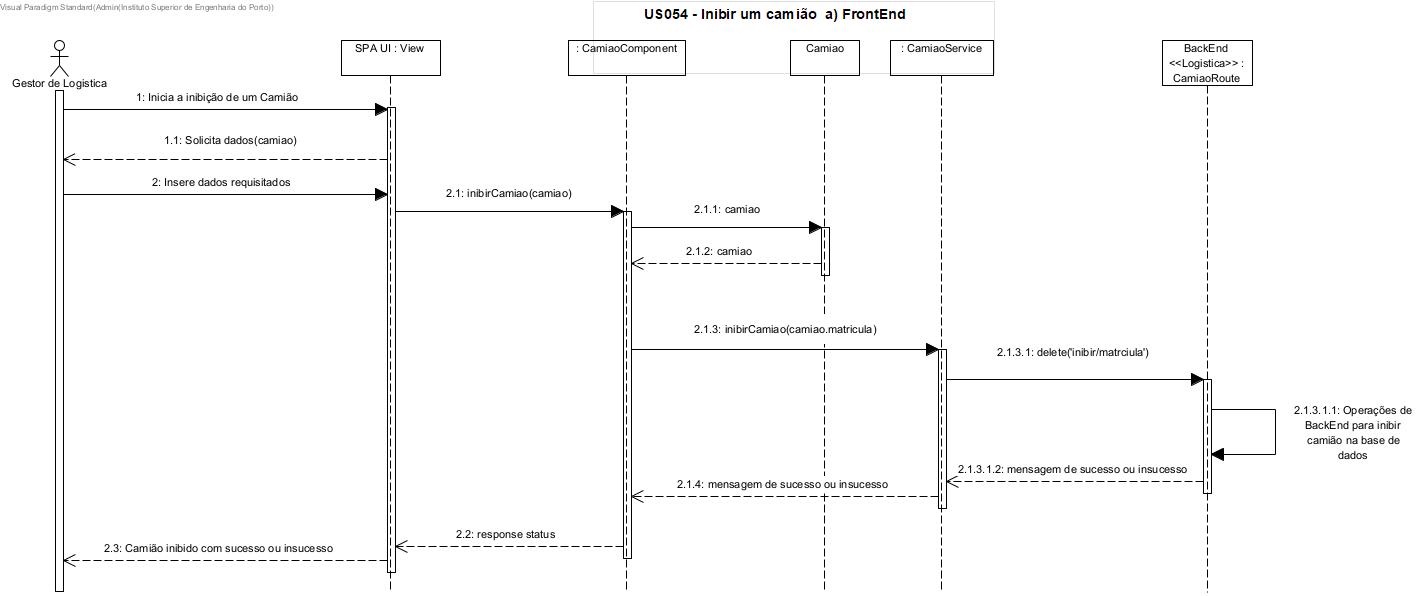 Visual Paradigm Standard(Admin(Instituto Superior de Engenharia do Porto))
US054 - Inibir um camião  a) FrontEnd
Gestor de Logística
SPA UI : View
: CamiaoComponent
Camiao
: CamiaoService
BackEnd
<<Logistica>> :
CamiaoRoute
1: Inicia a inibição de um Camião
1.1: Solicita dados(camiao)
2: Insere dados requisitados
2.1: inibirCamiao(camiao)
2.1.1: camiao
2.1.2: camiao
2.1.3: inibirCamiao(camiao.matricula)
2.1.3.1: delete('inibir/matrciula')
2.1.3.1.1: Operações de
BackEnd para inibir
camião na base de
dados
2.1.3.1.2: mensagem de sucesso ou insucesso
2.1.4: mensagem de sucesso ou insucesso
2.2: response status
2.3: Camião inibido com sucesso ou insucesso